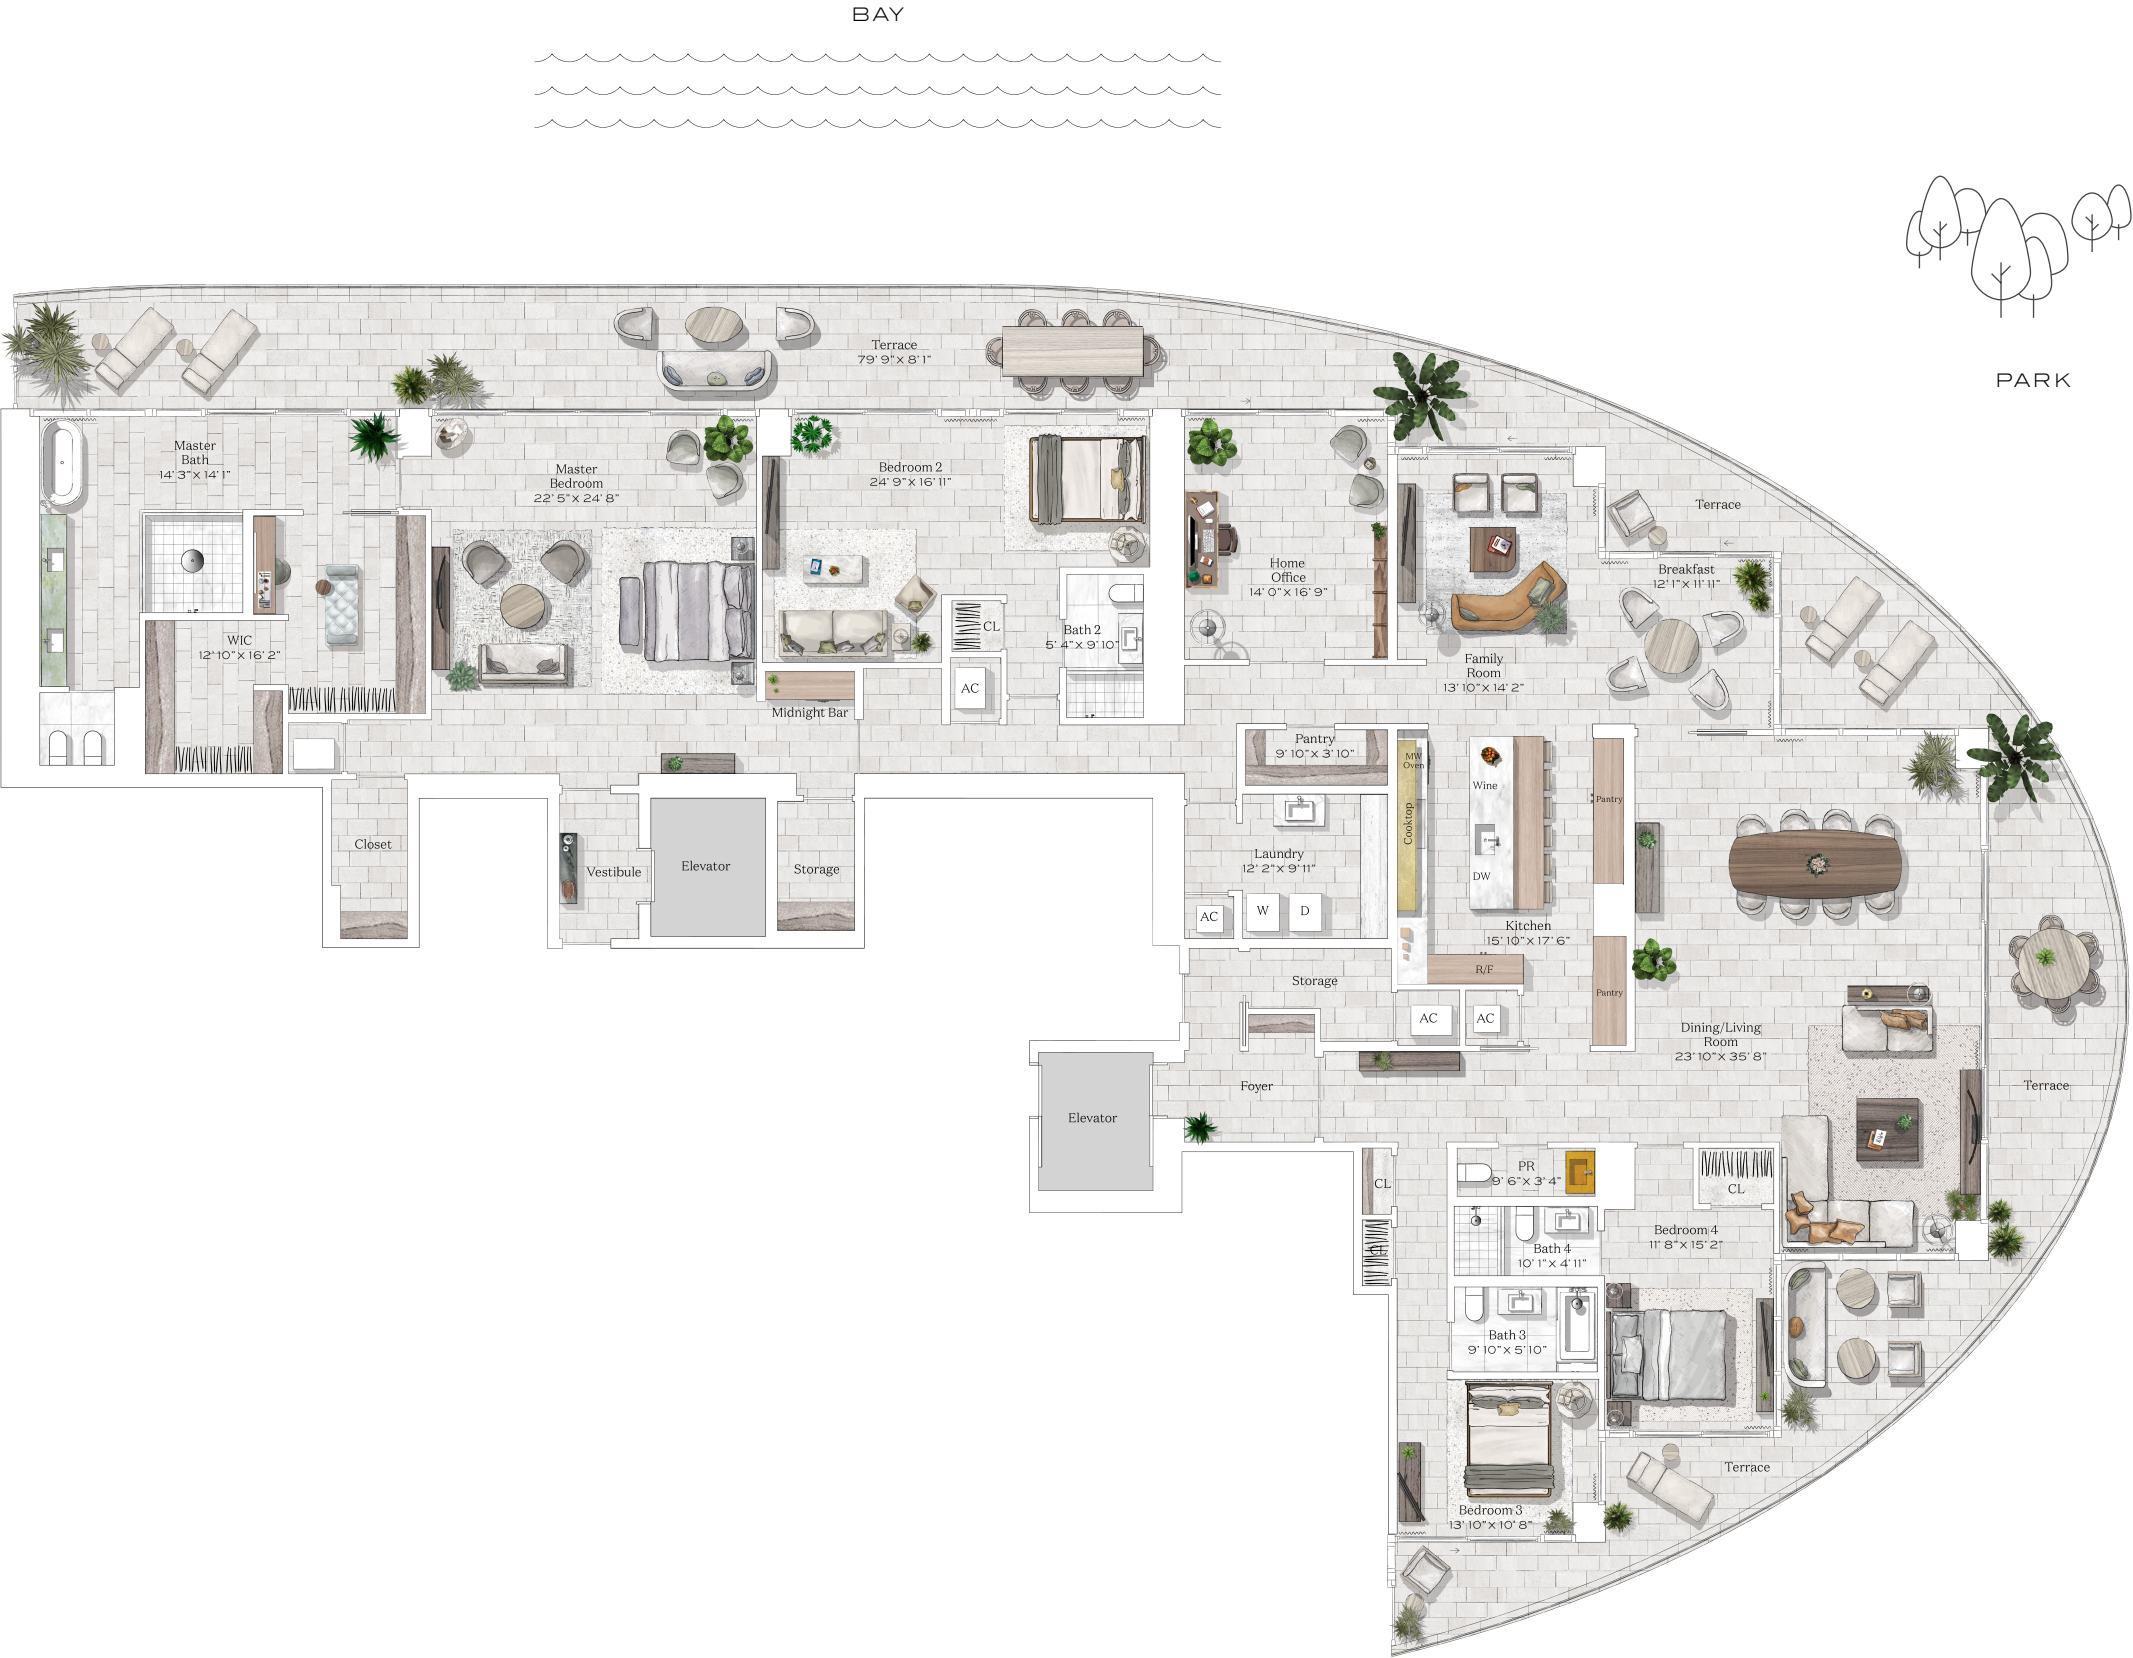 BAY
PARK
Terrace
79' 9" x 8' 1"
Master
Bath
14' 3" x 14' 1"
Master
Bedroom
22' 5" x 24' 8"
Bedroom 2
24' 9" x 16' 11"
Terrace
Home
Office
14' 0" x 16' 9"
Breakfast
12' 1" x 11' 11"
WIC
12' 10" x 16' 2"
CL
Bath 2
5' 4" x 9' 10"
Family
Room
13' 10" x 14' 2"
AC
Midnight Bar
Pantry
9' 10" x 3' 10"
MW
Oven
Wine
Pantry
Cooktop
Closet
Vestibule
Elevator
Storage
Laundry
12' 2" x 9' 11"
DW
AC
W
D
Kitchen
15' 10" x 17' 6"
R/F
Storage
Pantry
AC
AC
Dining/Living
Room
23' 10" x 35' 8"
Foyer
Terrace
Elevator
PR
9' 6" x 3' 4"
CL
CL
CL
Bedroom 4
11' 8" x 15' 2"
Bath 4
10' 1" x 4' 11"
Bath 3
9' 10" x 5' 10"
Terrace
Bedroom 3
13' 10" x 10' 8"